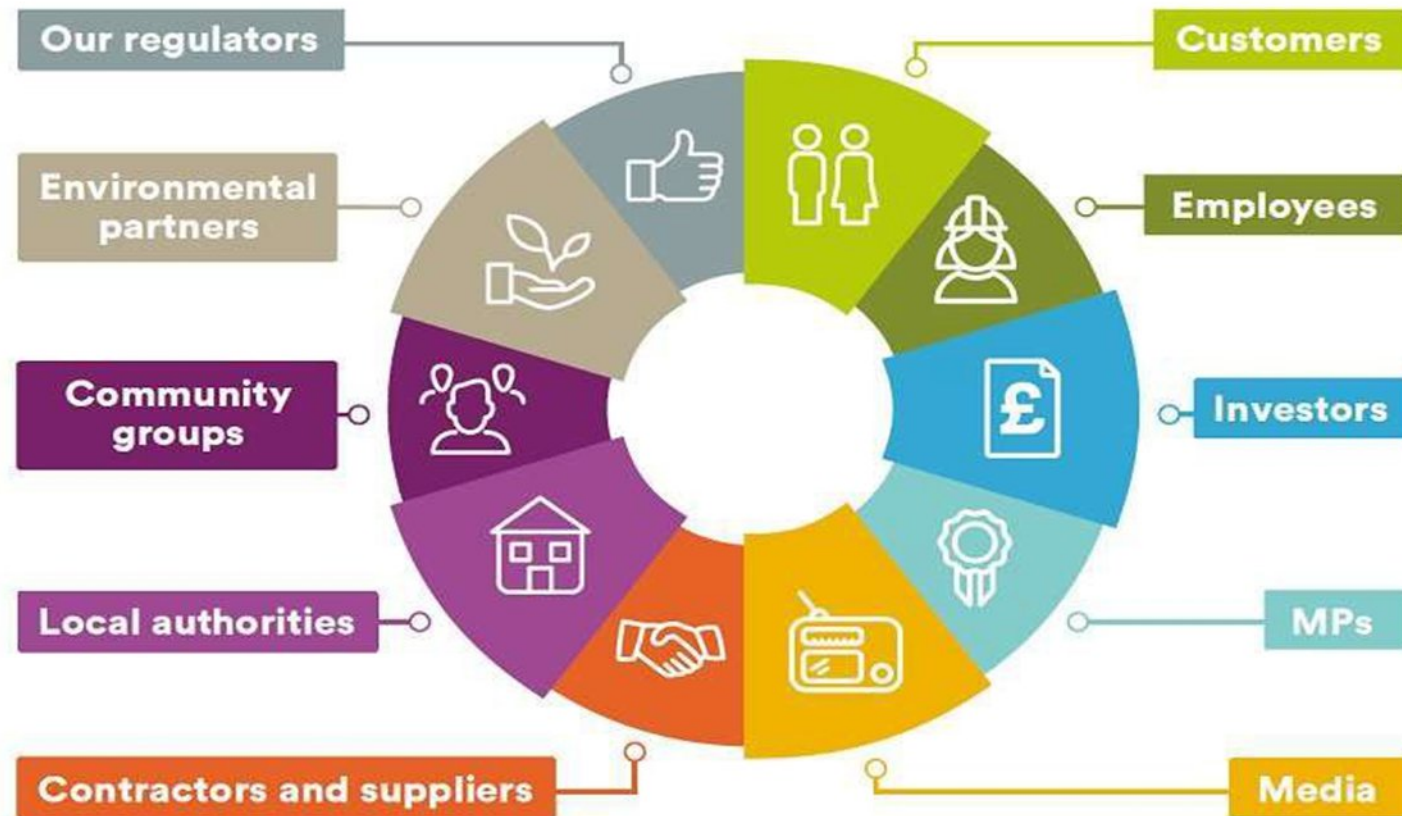 Our regulators
Customers
Environmental
partners
Employees
Community
groups
£
Investors
Local authorities
MPs
Contractors and suppliers
Media